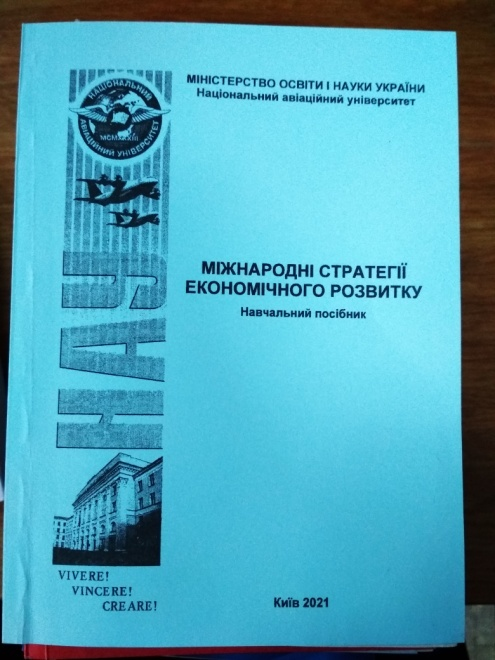 МІНІСТЕРСТВО ОСВІТИ І НАУКИ УКРАЇНИ
Національний авіаційний університет
НАЦІОНАЛЬНИЙ
АВІАЦІЙНИЙ УНІВЕРСИТЕТ
MCMXXXIII
НАУ
МІЖНАРОДНІ СТРАТЕГІЇ
ЕКОНОМІЧНОГО РОЗВИТКУ
Навчальний посібник
VIVERE!
VINCERE!
CREARE!
Київ 2021